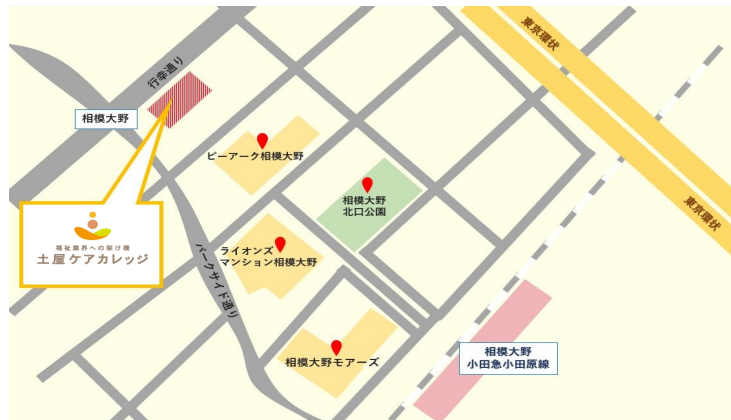 東京環状
行幸通り
相模大野
ピーアーク相模大野
相模大野
北口公園
東京環状
福祉業界への架け橋
土屋ケアカレッジ
ライオンズ
マンション相模大野
パークサイド通り
相模大野モアーズ
相模大野
小田急小田原線